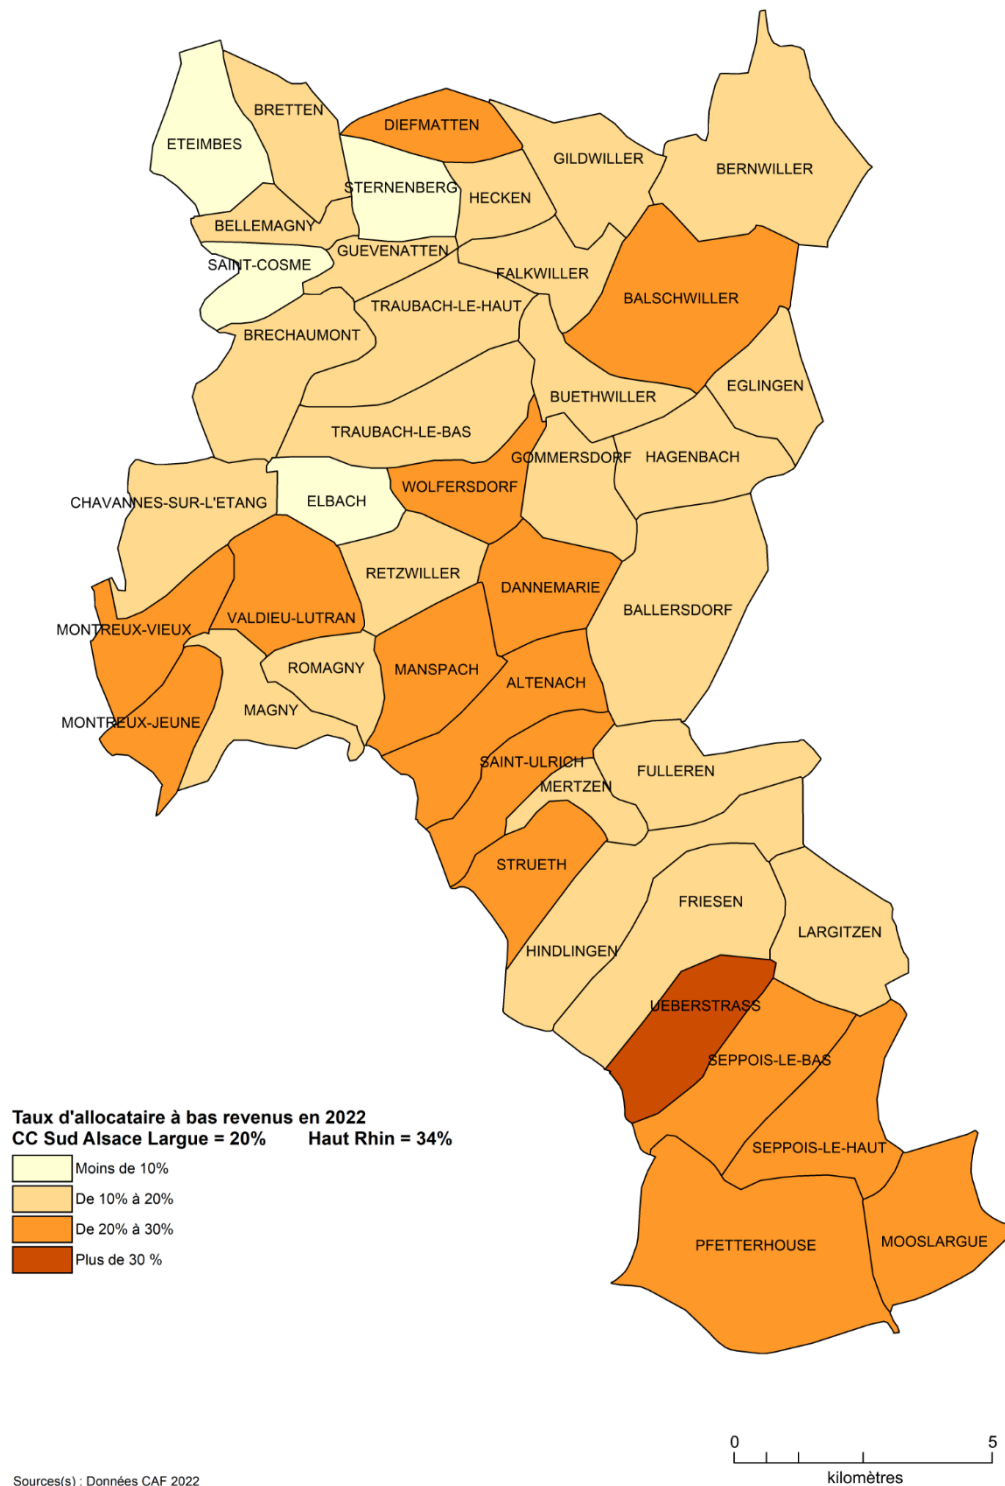 DIEFMATTEN
BRETTEN
ETEIMBES
GILDWILLER
BERNWILLER
STERNENBERG
HECKEN
BELLEMAGNY
GUEVENATTEN
SAINT-COSME
FALKWILLER
BALSCHWILLER
TRAUBACH-LE-HAUT
BRECHAUMONT
EGLINGEN
BUETHWILLER
TRAUBACH-LE-BAS
GOMMERSDORF
HAGENBACH
WOLFERSDORF
CHAVANNES-SUR-L'ETANG
ELBACH
RETZWILLER
DANNEMARIE
BALLERSDORF
VALDIEU-LUTRAN
MONTREUX-VIEUX
ROMAGNY
MANSPACH
ALTENACH
MAGNY
MONTREUX-JEUNE
SAINT-ULRICH
FULLEREN
MERTZEN
STRUETH
FRIESEN
LARGITZEN
HINDLINGEN
UEBERSTRASS
SEPPOIS-LE-BAS
SEPPOIS-LE-HAUT
PFETTERHOUSE
MOOSLARGUE
Taux d'allocataire à bas revenus en 2022
CC Sud Alsace Largue = 20% Haut Rhin = 34%
Moins de 10%
De 10% à 20%
De 20% à 30%
Plus de 30 %
0 5
kilomètres
Sources(s) : Données CAF 2022